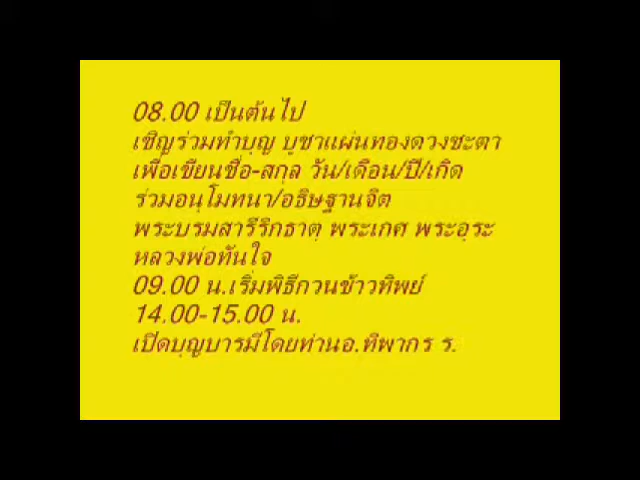 08.00 เป็นต้นไป
เชิญร่วมทำบุญ บูชาแผ่นทองดวงชะตา
เพื่อเขียนชื่อ-สกุล วัน/เดือน/ปี/เกิด
ร่วมอนุโมทนา/อธิษฐานจิต
พระบรมสารีริกธาตุ พระเกศ พระอุระ
หลวงพ่อทันใจ
09.00 น.เริ่มพิธีกวนข้าวทิพย์
14.00-15.00 น.
เปิดบุญบารมีโดยท่านอ.ทิพากร ร.